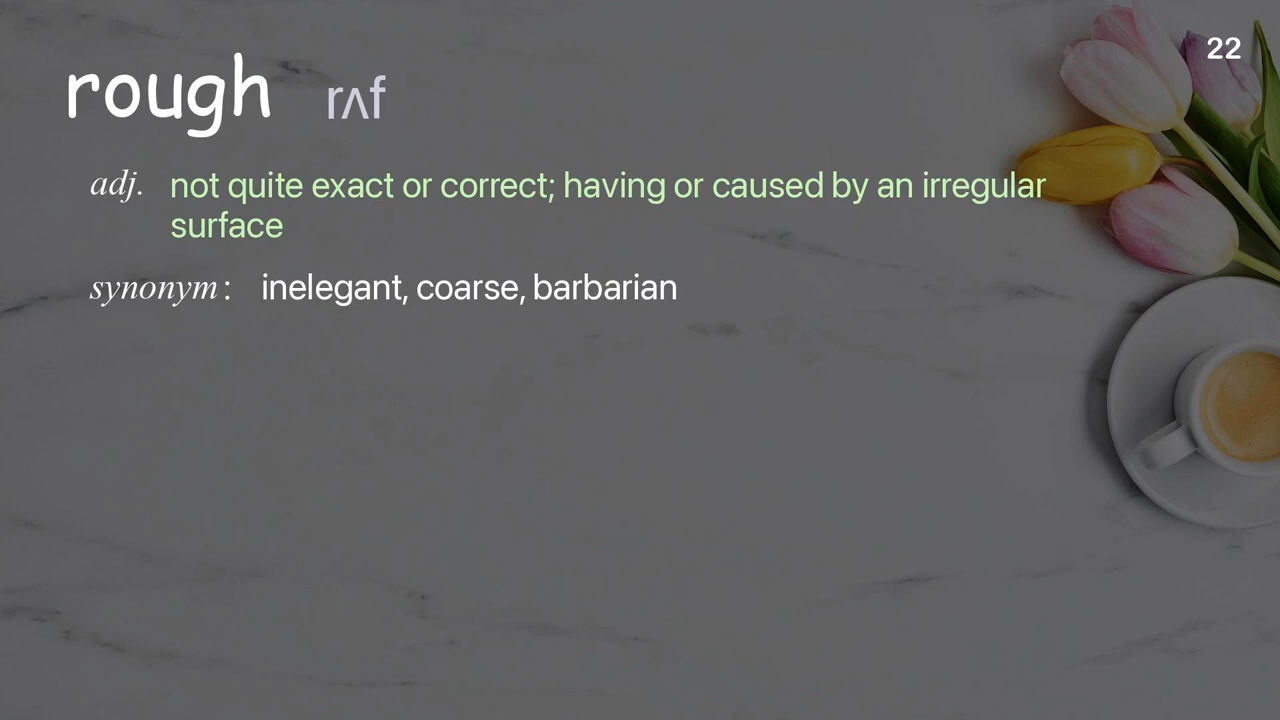 22
rough rʌf
adj. not quite exact or correct; having or caused by an irregular
surface
synonym : inelegant, coarse, barbarian